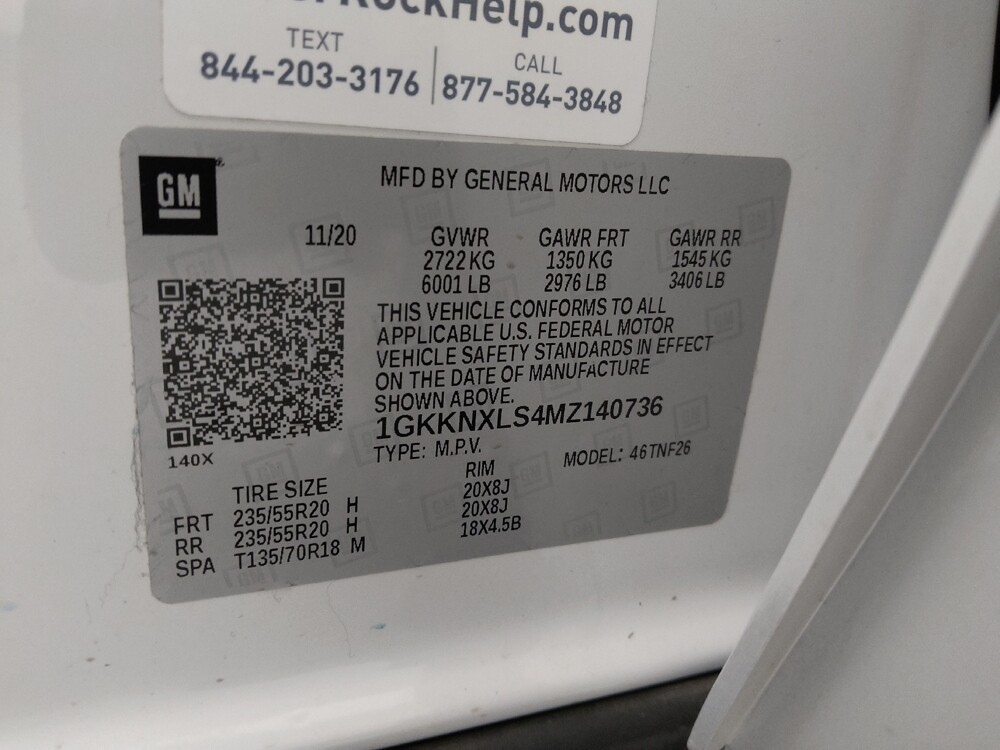 RockHelp.com
TEXT
844-203-3176
CALL
877-584-3848
GM
MFD BY GENERAL MOTORS LLC
11/20
GVWR GAWR FRT GAWR RR
2722 KG 1350 KG 1545 KG
6001 LB 2976 LB 3406 LB
THIS VEHICLE CONFORMS TO ALL
APPLICABLE U.S. FEDERAL MOTOR
VEHICLE SAFETY STANDARDS IN EFFECT
ON THE DATE OF MANUFACTURE
SHOWN ABOVE.
1GKKNXLS4MZ140736
TYPE: M.P.V. MODEL: 46TNF26
140X
TIRE SIZE RIM
FRT 235/55R20 H 20X8J
RR 235/55R20 H 20X8J
SPA T135/70R18 M 18X4.5B